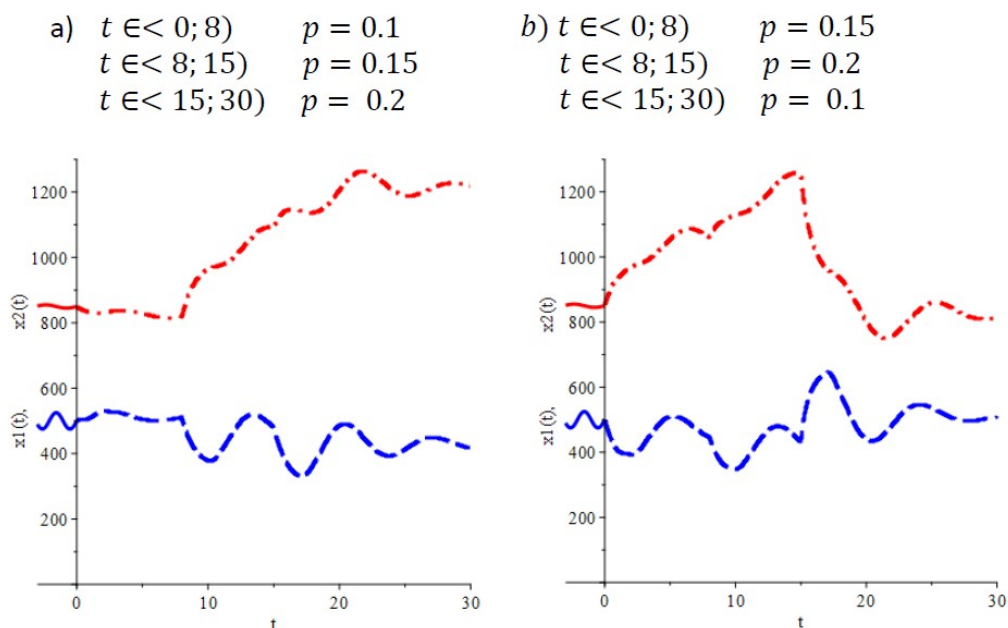 a) t ∈< 0; 8) p = 0.1
t ∈< 8; 15) p = 0.15
t ∈< 15; 30) p = 0.2
b) t ∈< 0; 8) p = 0.15
t ∈< 8; 15) p = 0.2
t ∈< 15; 30) p = 0.1
1200
1000
800
600
400
200
x2(t)
x1(t),
0 10 20 30
t
1200
1000
800
600
400
200
x2(t)
x1(t),
0 10 20 30
t